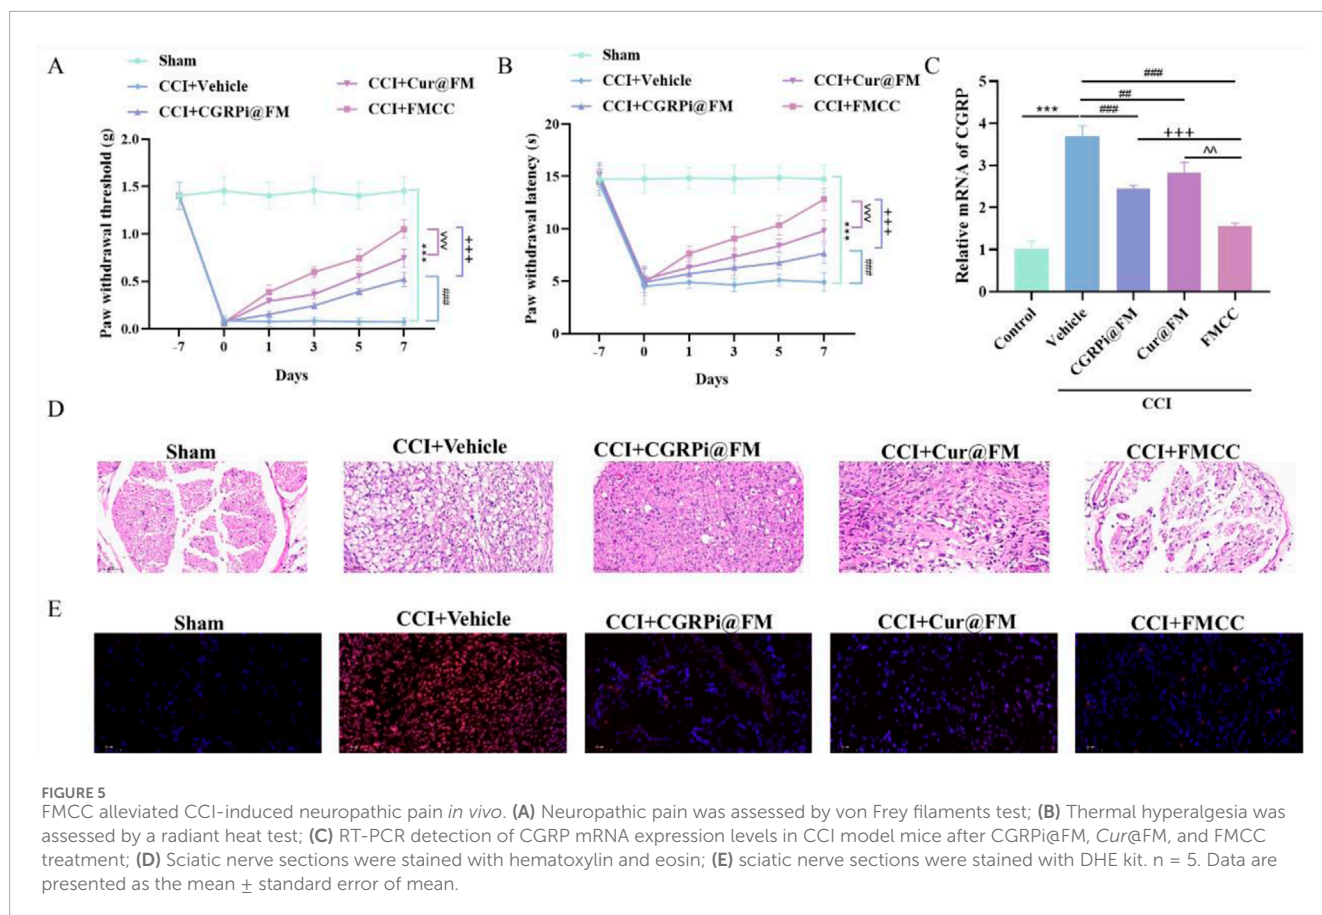 A
Sham
CCI+Vehicle
CCI+CGRPi@FM
CCI+Cur@FM
CCI+FMCC
Paw withdrawal threshold (g)
2.0
1.5
1.0
0.5
0.0
-7 0 1 3 5 7
Days
***
^^^
+++
###
B
Sham
CCI+Vehicle
CCI+CGRPi@FM
CCI+Cur@FM
CCI+FMCC
Paw withdrawal latency (s)
20
15
10
5
0
-7 0 1 3 5 7
Days
***
^^^
+++
###
C
Relative mRNA of CGRP
5
4
3
2
1
0
###
##
*** ###
+++
^^
Control
Vehicle
CGRPi@FM
Cur@FM
FMCC
CCI
D
Sham
CCI+Vehicle
CCI+CGRPi@FM
CCI+Cur@FM
CCI+FMCC
E
Sham
CCI+Vehicle
CCI+CGRPi@FM
CCI+Cur@FM
CCI+FMCC
FIGURE 5
FMCC alleviated CCI-induced neuropathic pain in vivo. (A) Neuropathic pain was assessed by von Frey filaments test; (B) Thermal hyperalgesia was
assessed by a radiant heat test; (C) RT-PCR detection of CGRP mRNA expression levels in CCI model mice after CGRPi@FM, Cur@FM, and FMCC
treatment; (D) Sciatic nerve sections were stained with hematoxylin and eosin; (E) sciatic nerve sections were stained with DHE kit. n = 5. Data are
presented as the mean ± standard error of mean.